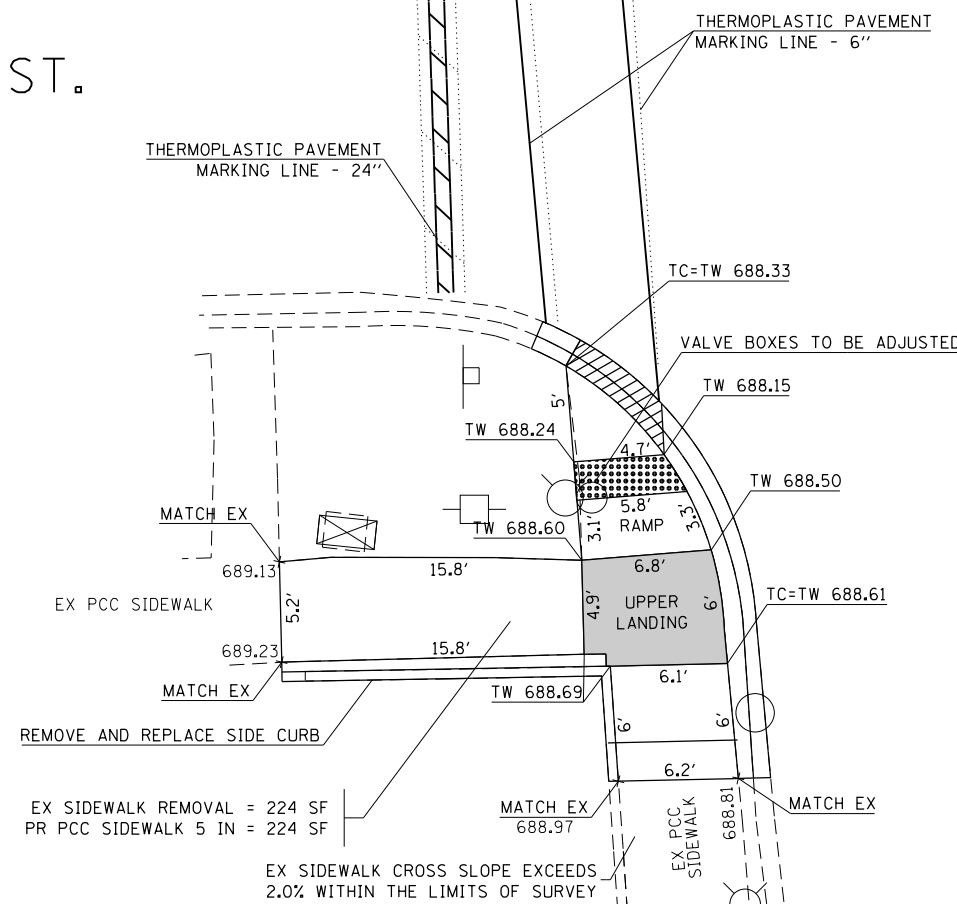 THERMOPLASTIC PAVEMENT
MARKING LINE - 6''
ST.
THERMOPLASTIC PAVEMENT
MARKING LINE - 24''
TC=TW 688.33
VALVE BOXES TO BE ADJUSTED
TW 688.15
5'
TW 688.24
4.7'
TW 688.50
5.8'
RAMP
3.3'
3.1'
MATCH EX
TW 688.60
6.8'
689.13
15.8'
TC=TW 688.61
EX PCC SIDEWALK
5.2'
4.9'
UPPER
LANDING
6'
689.23
15.8'
6.1'
MATCH EX
TW 688.69
REMOVE AND REPLACE SIDE CURB
6'
6'
6.2'
EX SIDEWALK REMOVAL = 224 SF
PR PCC SIDEWALK 5 IN = 224 SF
MATCH EX
688.97
688.81
MATCH EX
EX PCC
SIDEWALK
EX SIDEWALK CROSS SLOPE EXCEEDS
2.0% WITHIN THE LIMITS OF SURVEY